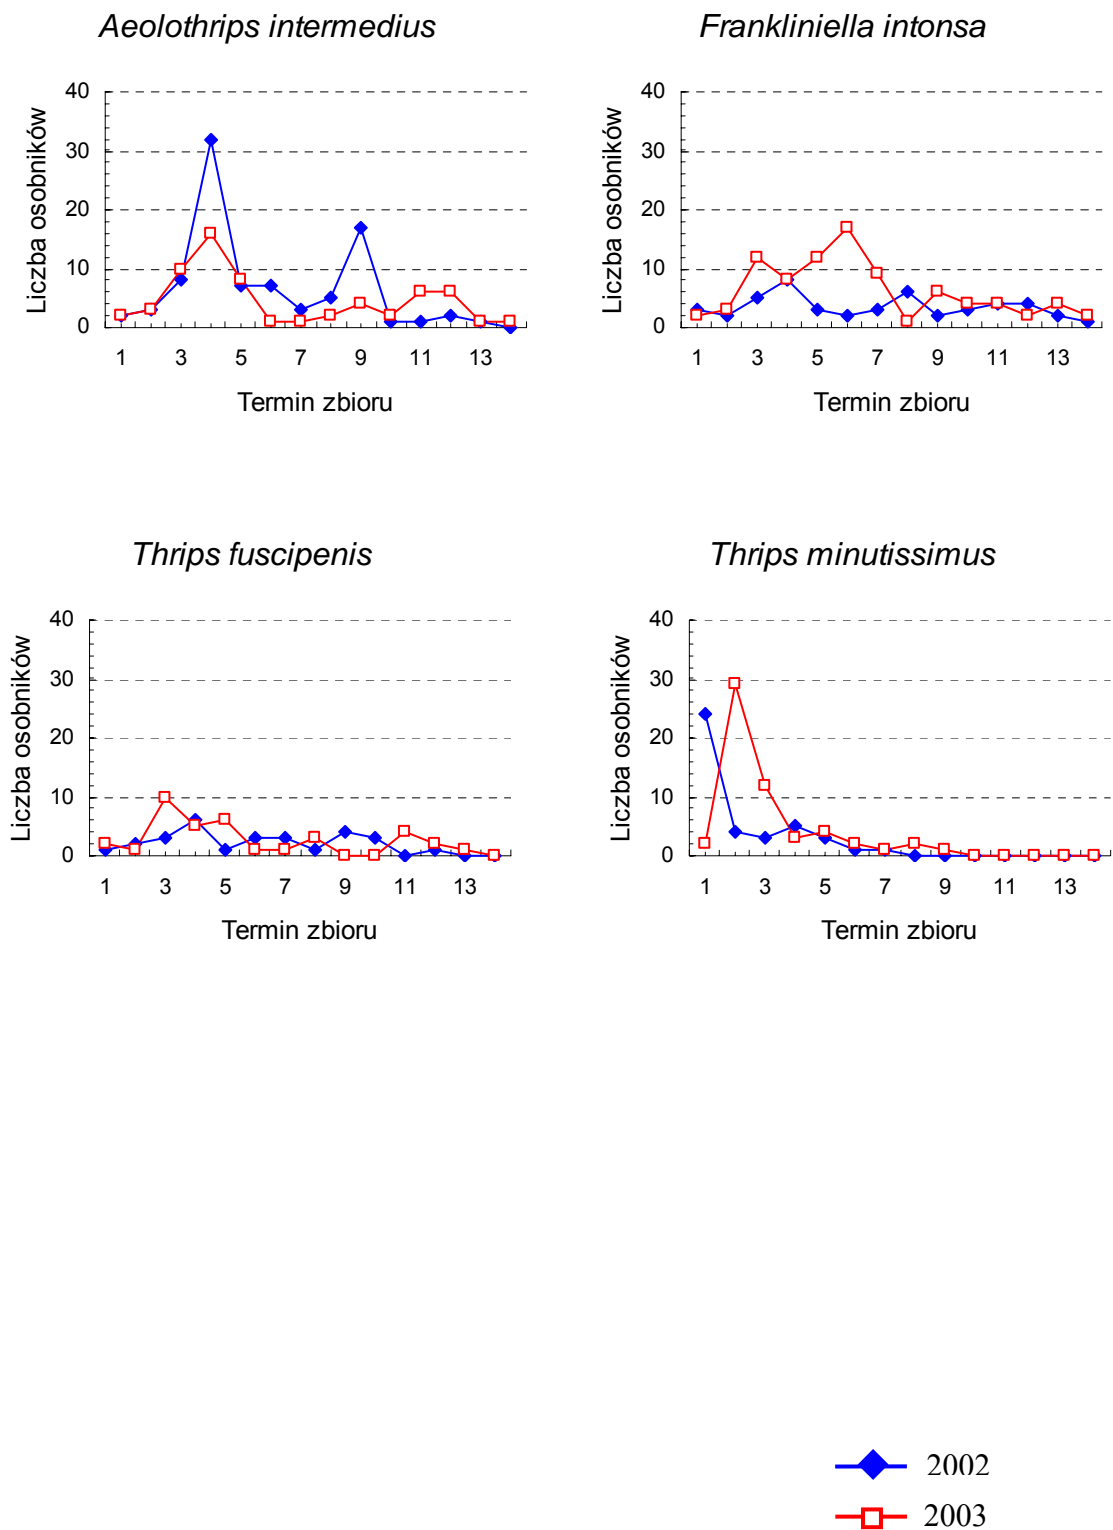 Aeolothrips intermedius
Liczba osobników
40
30
20
10
0
1 3 5 7 9 11 13
Termin zbioru
Frankliniella intonsa
Liczba osobników
40
30
20
10
0
1 3 5 7 9 11 13
Termin zbioru
Thrips fuscipenis
Liczba osobników
40
30
20
10
0
1 3 5 7 9 11 13
Termin zbioru
Thrips minutissimus
Liczba osobników
40
30
20
10
0
1 3 5 7 9 11 13
Termin zbioru
2002
2003